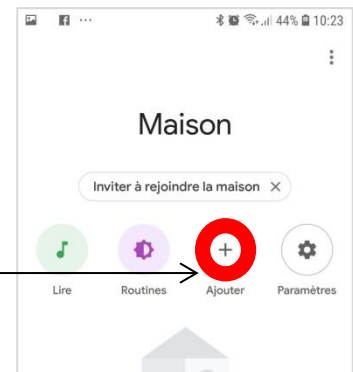 44% 10:23
Maison
Inviter à rejoindre la maison
Lire Routines Ajouter Paramètres